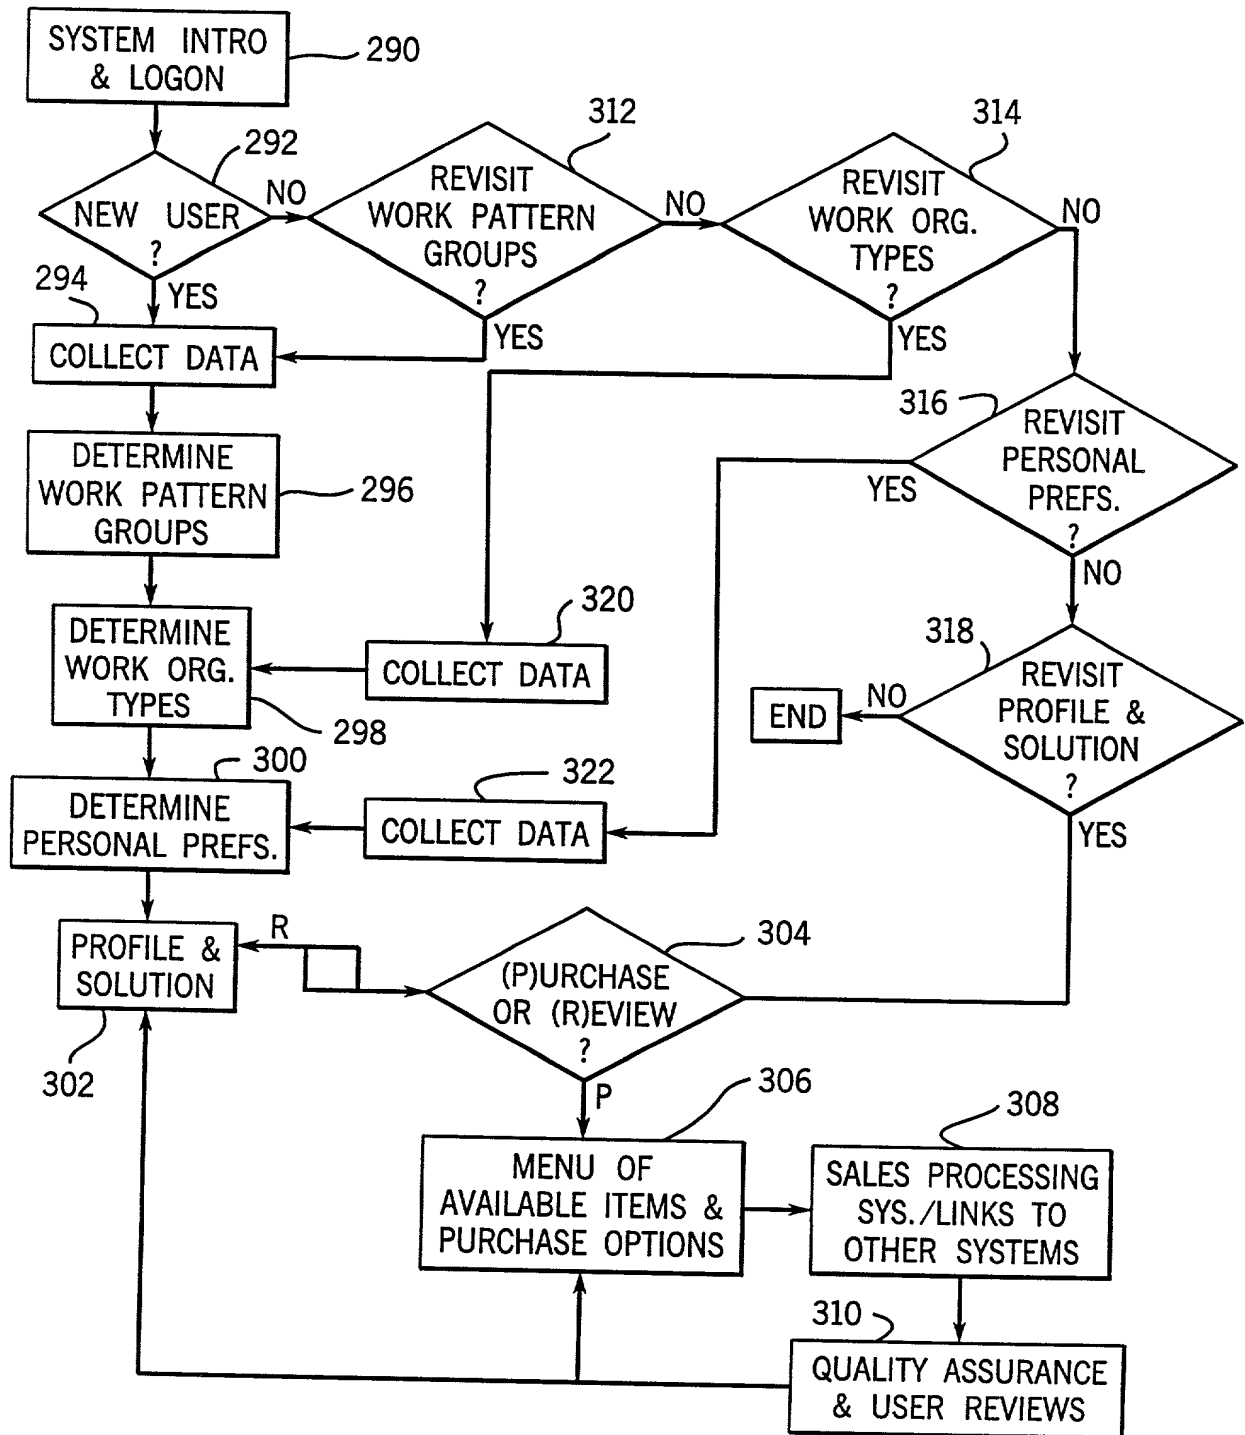 SYSTEM INTRO
& LOGON
290
NEW USER
?
292
NO
YES
REVISIT
WORK PATTERN
GROUPS
?
312
NO
YES
REVISIT
WORK ORG.
TYPES
?
314
NO
YES
294
COLLECT DATA
DETERMINE
WORK PATTERN
GROUPS
296
316
REVISIT
PERSONAL
PREFS.
?
YES
NO
DETERMINE
WORK ORG.
TYPES
298
320
COLLECT DATA
318
REVISIT
PROFILE &
SOLUTION
?
NO
END
YES
300
DETERMINE
PERSONAL PREFS.
322
COLLECT DATA
PROFILE &
SOLUTION
302
R
(P)URCHASE
OR (R)EVIEW
?
304
P
MENU OF
AVAILABLE ITEMS &
PURCHASE OPTIONS
306
308
SALES PROCESSING
SYS./LINKS TO
OTHER SYSTEMS
310
QUALITY ASSURANCE
& USER REVIEWS